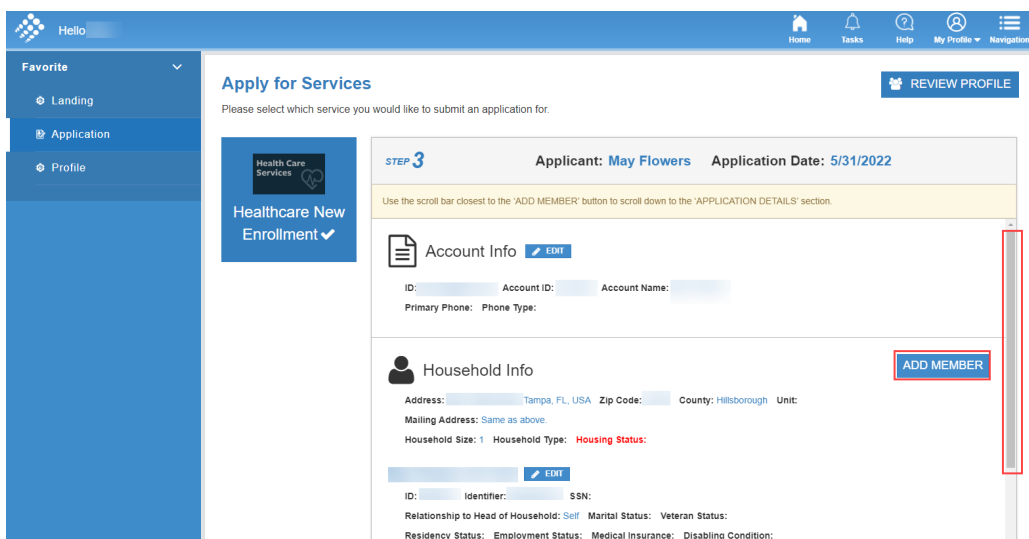 Hello
Home
Tasks
Help
My Profile
Navigation
Favorite
Landing
Application
Profile
Apply for Services
REVIEW PROFILE
Please select which service you would like to submit an application for.
Health Care
Services
Healthcare New
Enrollment
STEP 3 Applicant: May Flowers Application Date: 5/31/2022
Use the scroll bar closest to the 'ADD MEMBER' button to scroll down to the 'APPLICATION DETAILS' section.
Account Info EDIT
ID: Account ID: Account Name:
Primary Phone: Phone Type:
Household Info ADD MEMBER
Address: Tampa, FL, USA Zip Code: County: Hillsborough Unit:
Mailing Address: Same as above.
Household Size: 1 Household Type: Housing Status:
EDIT
ID: Identifier: SSN:
Relationship to Head of Household: Self Marital Status: Veteran Status:
Residency Status: Employment Status: Medical Insurance: Disabling Condition: